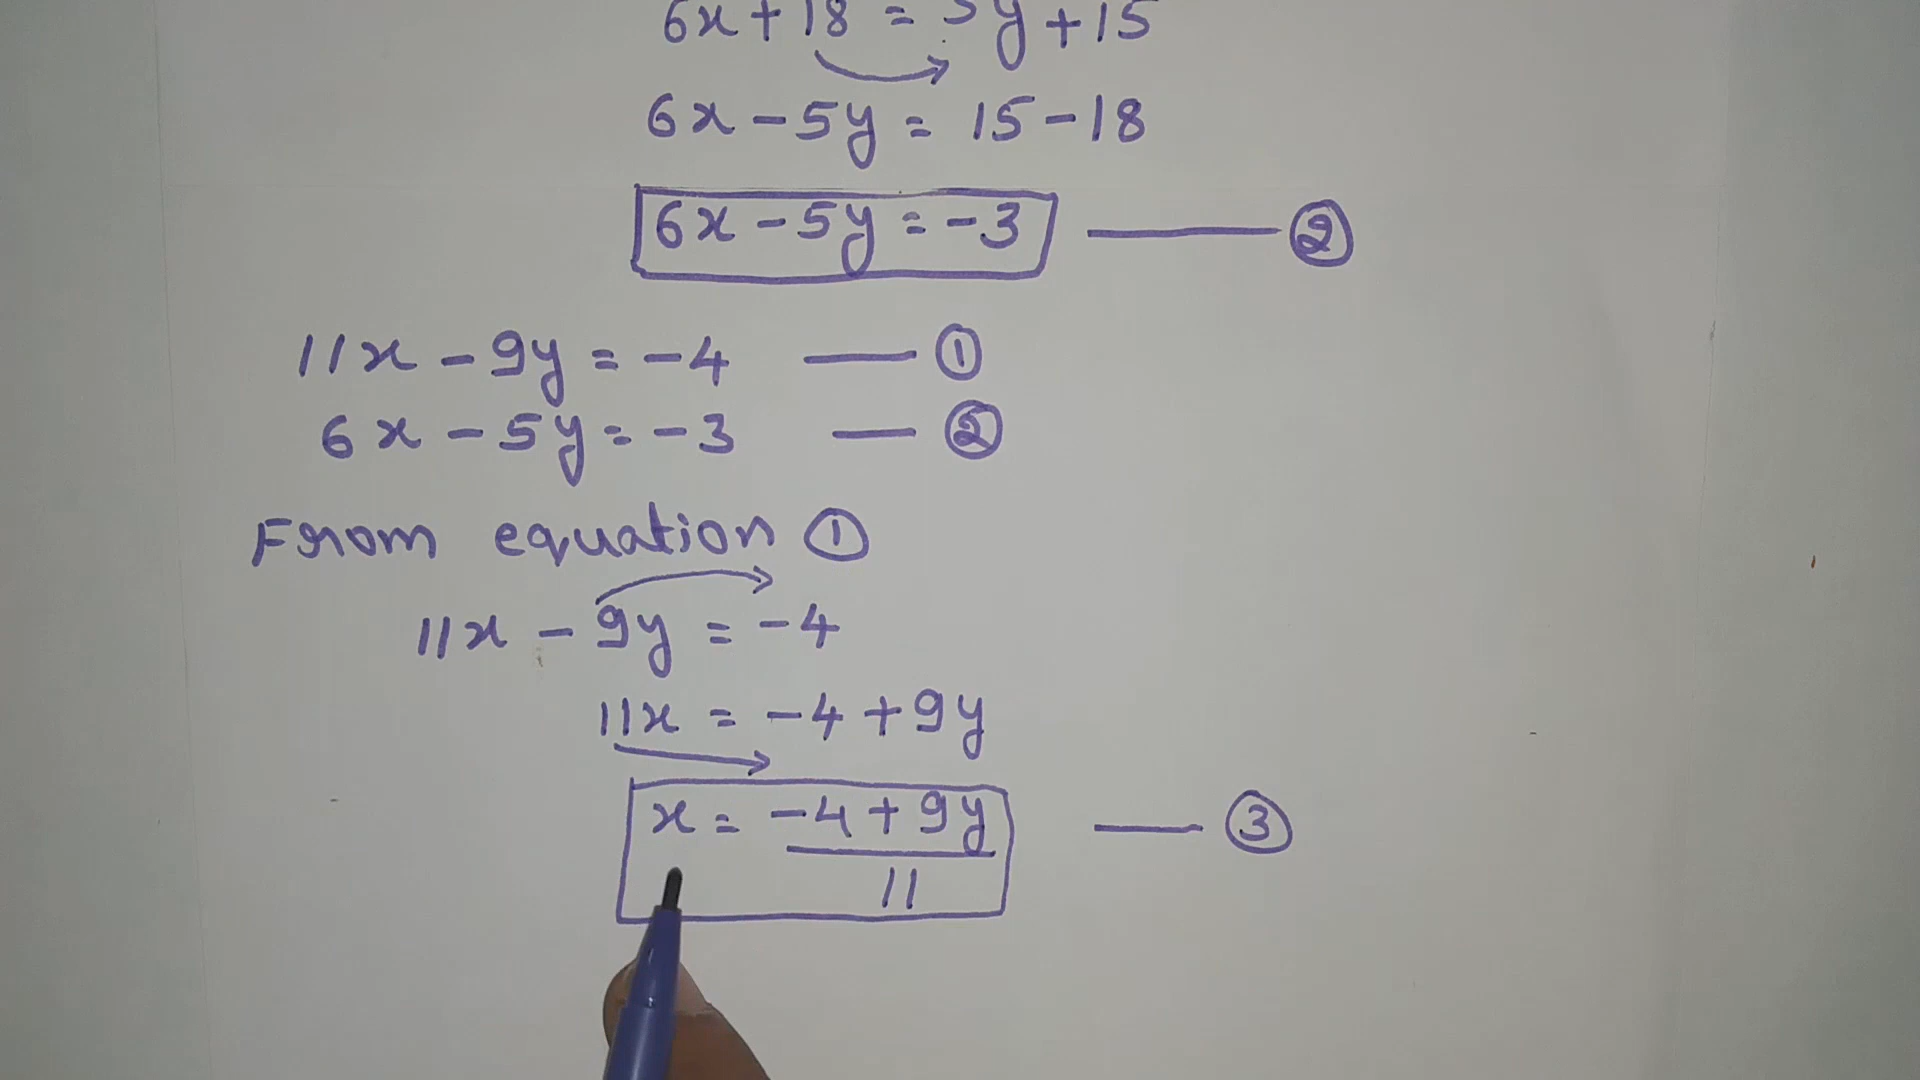 6x + 18 = 5y + 15
6x - 5y = 15 - 18
6x - 5y = -3 —— ②
11x - 9y = -4 —— ①
6x - 5y = -3 —— ②
From equation ①
11x - 9y = -4
11x = -4 + 9y
x = -4 + 9y —— ③
11